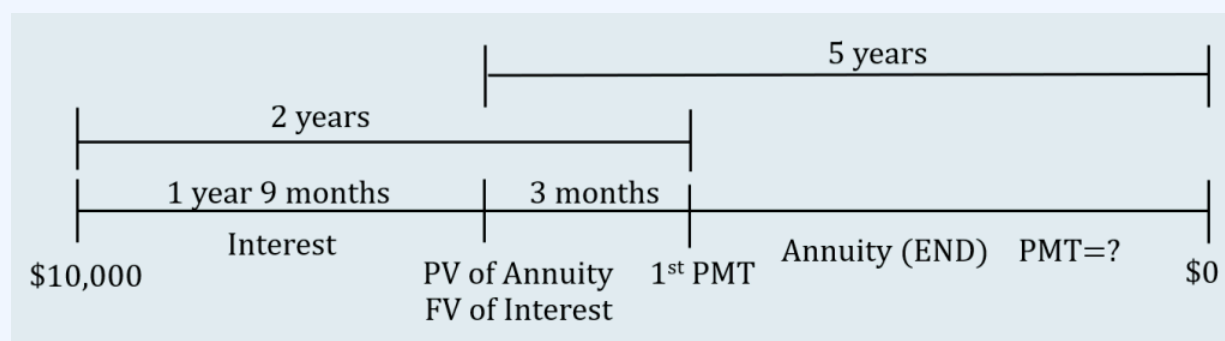 5 years
2 years
1 year 9 months
3 months
Interest
Annuity (END) PMT=?
$10,000
PV of Annuity
1st PMT
$0
FV of Interest